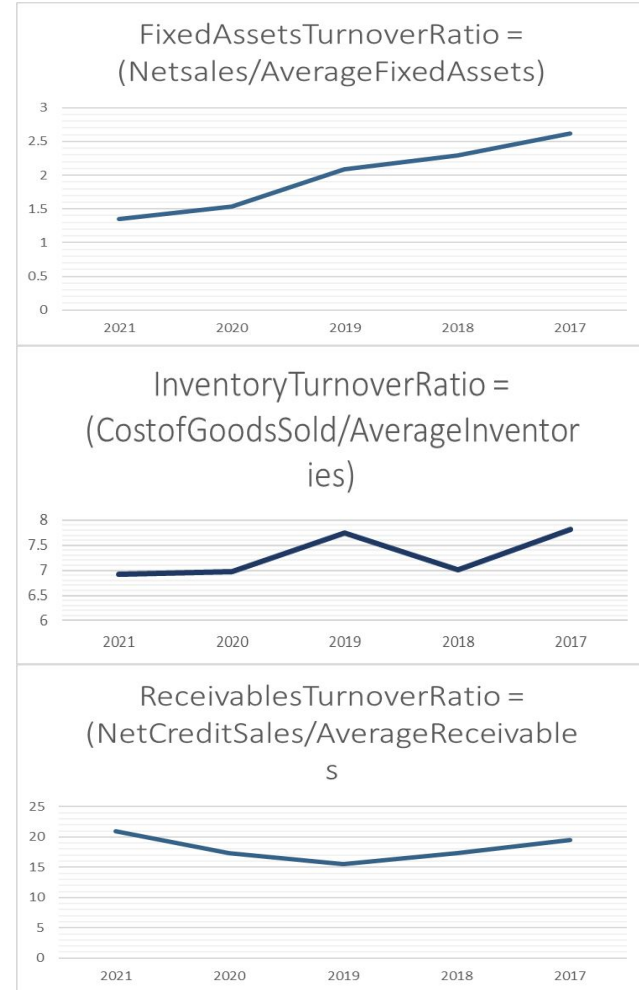 FixedAssetsTurnoverRatio =
(Netsales/AverageFixedAssets)
3
2.5
2
1.5
1
0.5
0
2021 2020 2019 2018 2017
InventoryTurnoverRatio =
(CostofGoodsSold/AverageInventor
ies)
8
7.5
7
6.5
6
2021 2020 2019 2018 2017
ReceivablesTurnoverRatio =
(NetCreditSales/AverageReceivable
s
25
20
15
10
5
0
2021 2020 2019 2018 2017